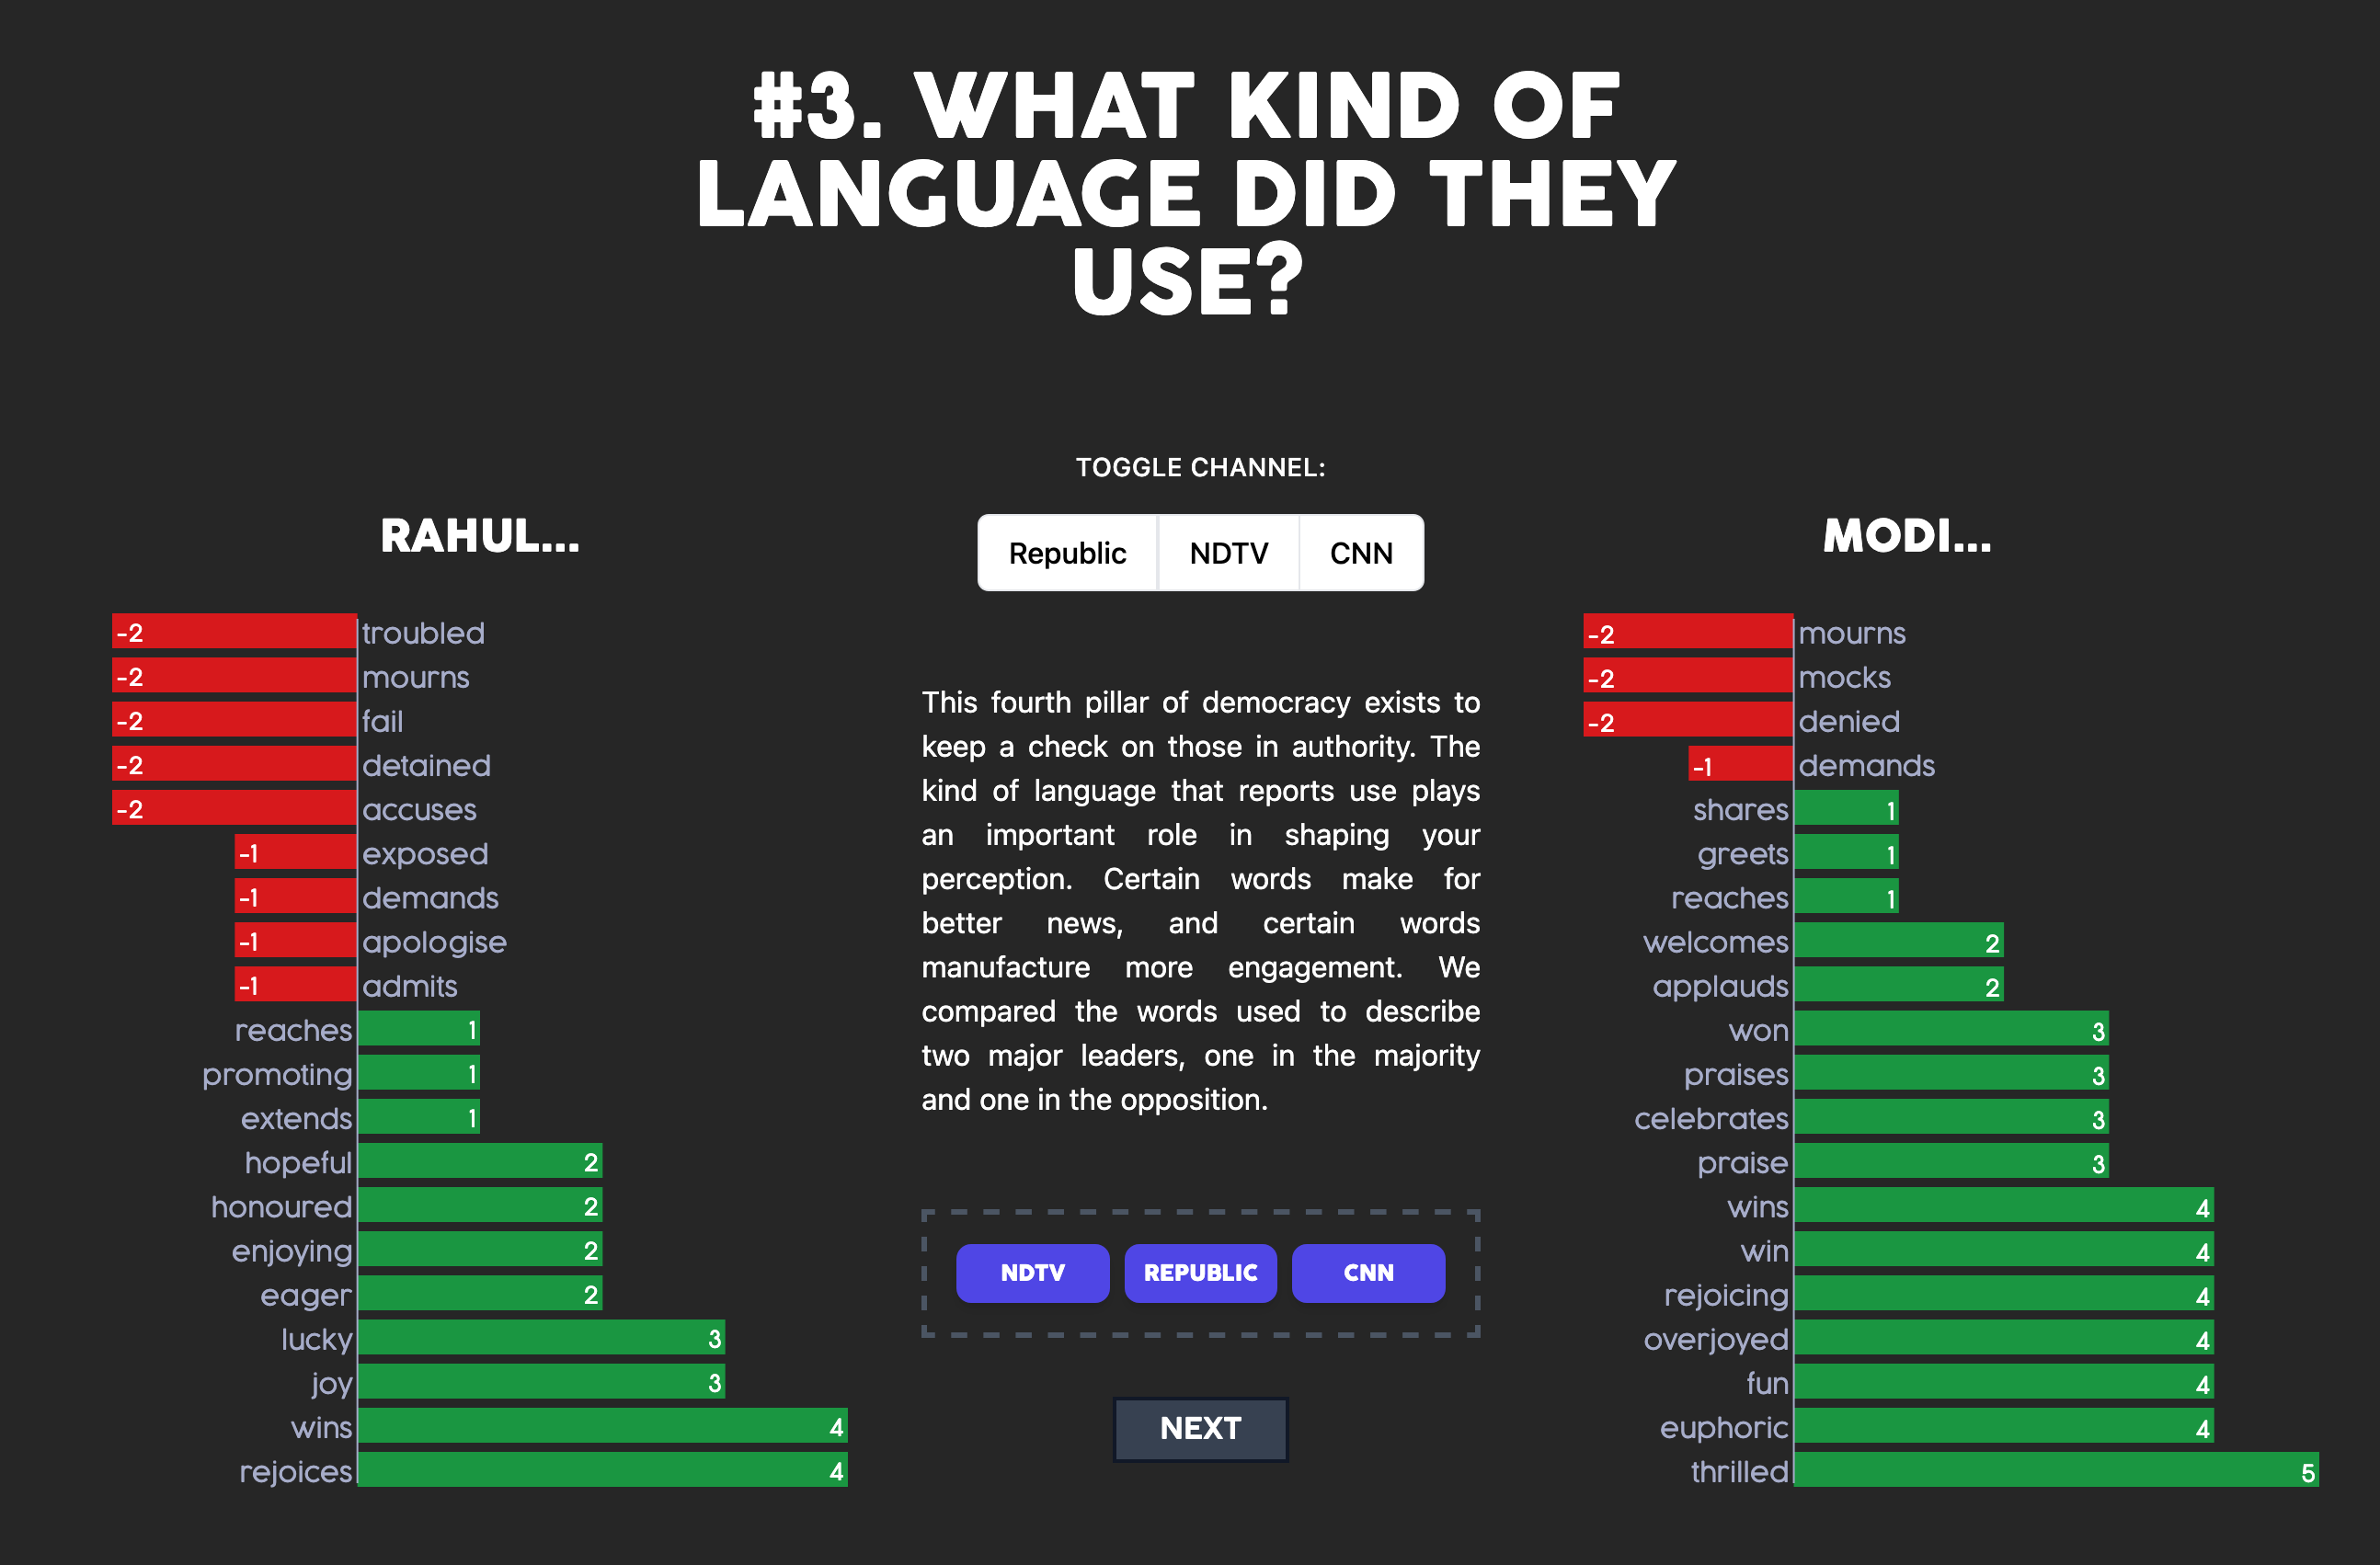 #3. WHAT KIND OF
LANGUAGE DID THEY
USE?
RAHUL...
-2 troubled
-2 mourns
-2 fail
-2 detained
-2 accuses
-1 exposed
-1 demands
-1 apologise
-1 admits
reaches 1
promoting 1
extends 1
hopeful 2
honoured 2
enjoying 2
eager 2
lucky 3
joy 3
wins 4
rejoices 4
TOGGLE CHANNEL:
Republic NDTV CNN
This fourth pillar of democracy exists to
keep a check on those in authority. The
kind of language that reports use plays
an important role in shaping your
perception. Certain words make for
better news, and certain words
manufacture more engagement. We
compared the words used to describe
two major leaders, one in the majority
and one in the opposition.
NDTV REPUBLIC CNN
NEXT
MODI...
-2 mourns
-2 mocks
-2 denied
-1 demands
shares 1
greets 1
reaches 1
welcomes 2
applauds 2
won 3
praises 3
celebrates 3
praise 3
wins 4
win 4
rejoicing 4
overjoyed 4
fun 4
euphoric 4
thrilled 5